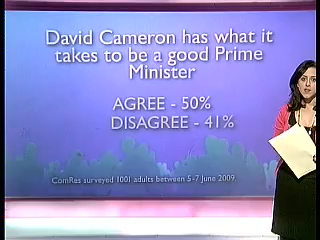 David Cameron has what it
takes to be a good Prime
Minister
AGREE - 50%
DISAGREE - 41%
ComRes surveyed 1001 adults between 5-7 June 2009.